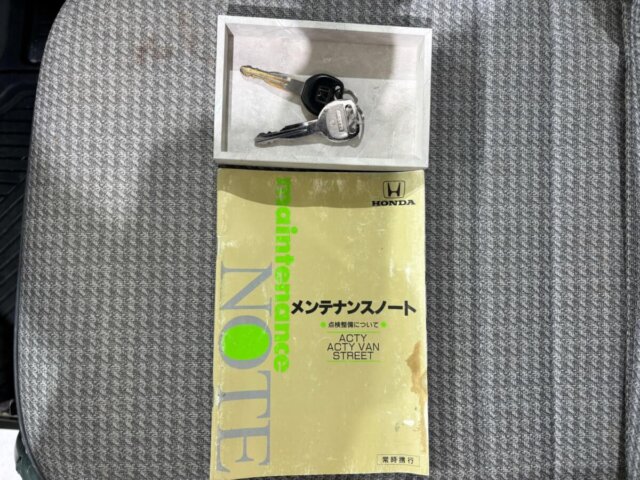 HONDA
maintenance
NOTE
メンテナンスノート
点検整備について
ACTY
ACTY VAN
STREET
常時携行